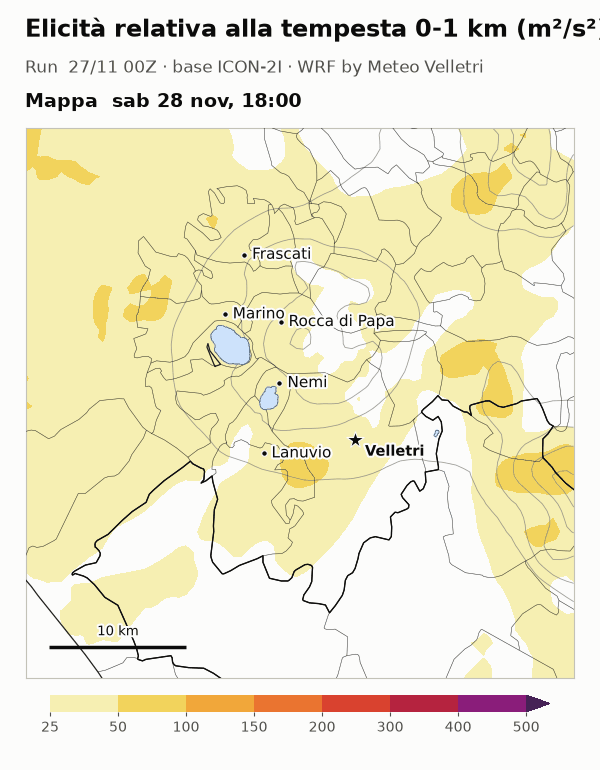 Elicità relativa alla tempesta 0-1 km (m²/s²)
Run 27/11 00Z · base ICON-2I · WRF by Meteo Velletri
Mappa sab 28 nov, 18:00
Frascati
Marino
Rocca di Papa
Nemi
Velletri
Lanuvio
10 km
25 50 100 150 200 300 400 500